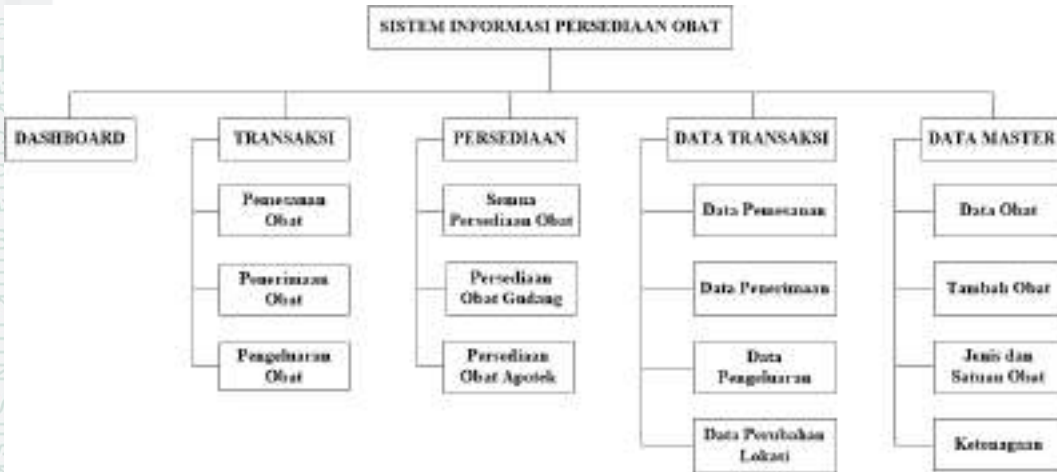 SISTEM INFORMASI PERSEDIAAN OBAT
DASHBOARD
TRANSAKSI
Pemesanan
Obat
Penerimaan
Obat
Pengeluaran
Obat
PERSEDIAAN
Semua
Persediaan Obat
Persediaan
Obat Gudang
Persediaan
Obat Apotek
DATA TRANSAKSI
Data Pemesanan
Data Penerimaan
Data
Pengeluaran
Data Perubahan
Lokasi
DATA MASTER
Data Obat
Tambah Obat
Jenis dan
Satuan Obat
Ketenagaan